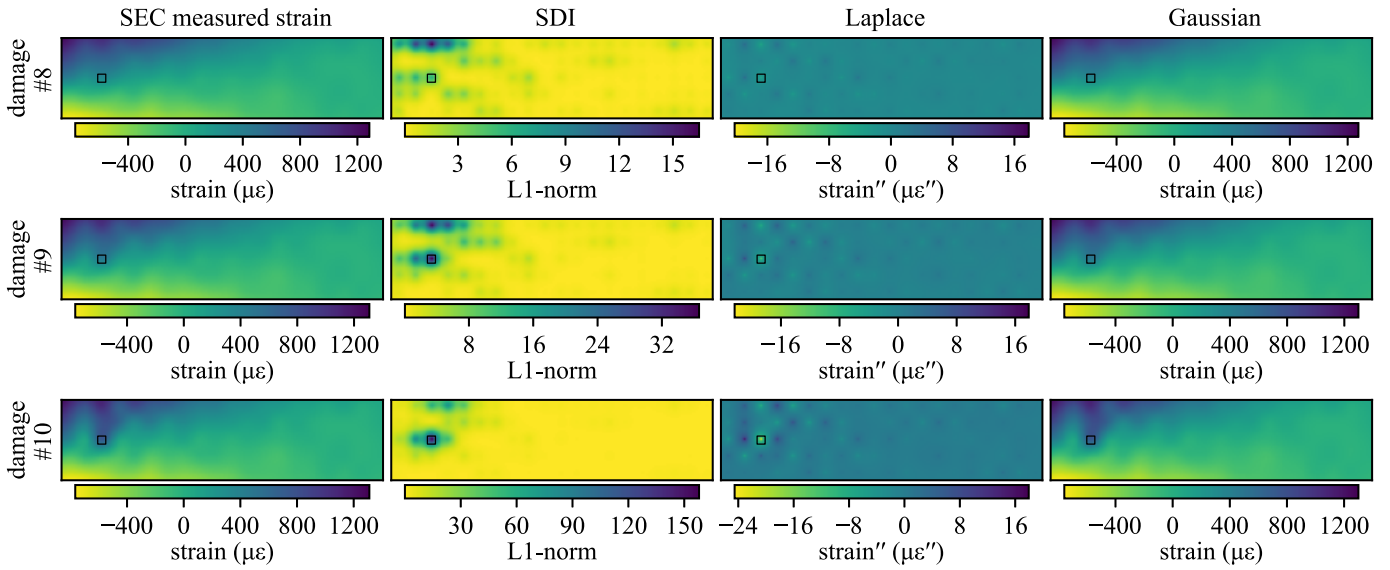 SEC measured strain SDI Laplace Gaussian
damage #8
−400 0 400 800 1200 3 6 9 12 15 −16 −8 0 8 16 −400 0 400 800 1200
strain (με) L1-norm strain″ (με″) strain (με)
damage #9
−400 0 400 800 1200 8 16 24 32 −16 −8 0 8 16 −400 0 400 800 1200
strain (με) L1-norm strain″ (με″) strain (με)
damage #10
−400 0 400 800 1200 30 60 90 120 150 −24 −16 −8 0 8 16 −400 0 400 800 1400
strain (με) L1-norm strain″ (με″) strain (με)